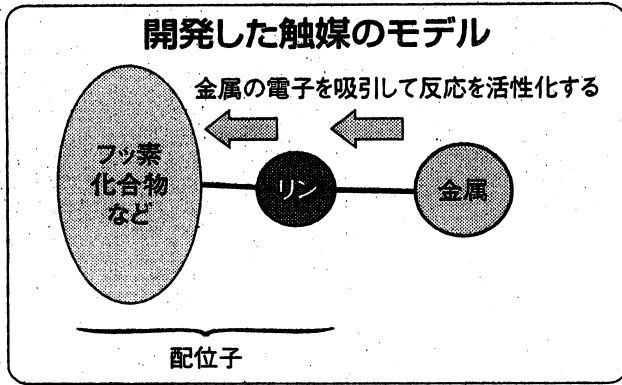 開発した触媒のモデル
金属の電子を吸引して反応を活性化する
フッ素
化合物
など
リン
金属
配位子